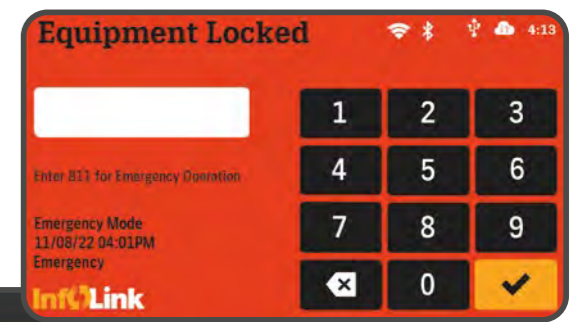 Equipment Locked
4:13
1 2 3
Enter 811 for Emergency Operation
4 5 6
Emergency Mode
11/08/22 04:01PM
Emergency
7 8 9
0
InfoLink